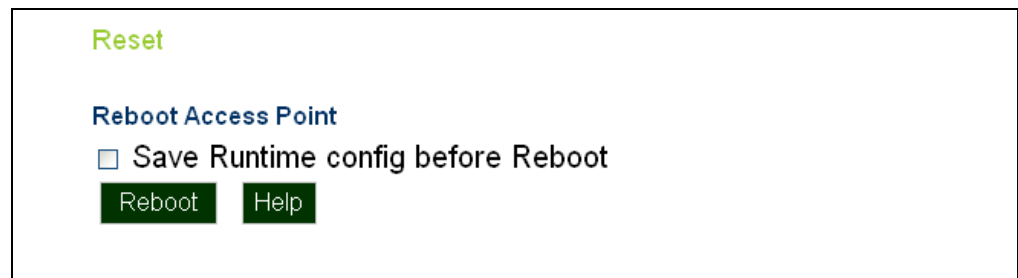 Reset
Reboot Access Point
Save Runtime config before Reboot
Reboot Help